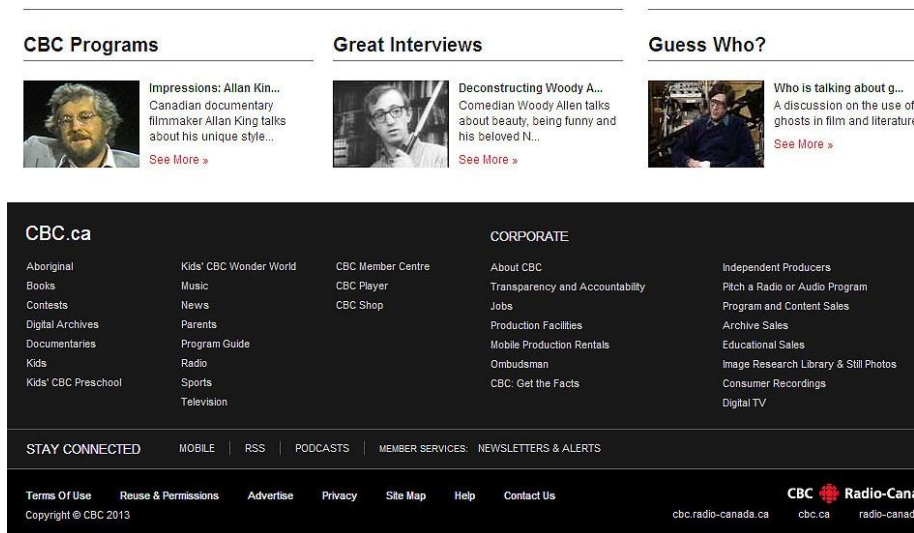 CBC Programs
Impressions: Allan Kin...
Canadian documentary
filmmaker Allan King talks
about his unique style...
See More »
Great Interviews
Deconstructing Woody A...
Comedian Woody Allen talks
about beauty, being funny and
his beloved N...
See More »
Guess Who?
Who is talking about g...
A discussion on the use of
ghosts in film and literature
See More »
CBC.ca
Aboriginal
Books
Contests
Digital Archives
Documentaries
Kids
Kids' CBC Preschool
Kids' CBC Wonder World
Music
News
Parents
Program Guide
Radio
Sports
Television
CBC Member Centre
CBC Player
CBC Shop
CORPORATE
About CBC
Transparency and Accountability
Jobs
Production Facilities
Mobile Production Rentals
Ombudsman
CBC: Get the Facts
Independent Producers
Pitch a Radio or Audio Program
Program and Content Sales
Archive Sales
Educational Sales
Image Research Library & Still Photos
Consumer Recordings
Digital TV
STAY CONNECTED MOBILE RSS PODCASTS MEMBER SERVICES: NEWSLETTERS & ALERTS
Terms Of Use Reuse & Permissions Advertise Privacy Site Map Help Contact Us
Copyright © CBC 2013
CBC Radio-Cana
cbc.radio-canada.ca cbc.ca radio-canad